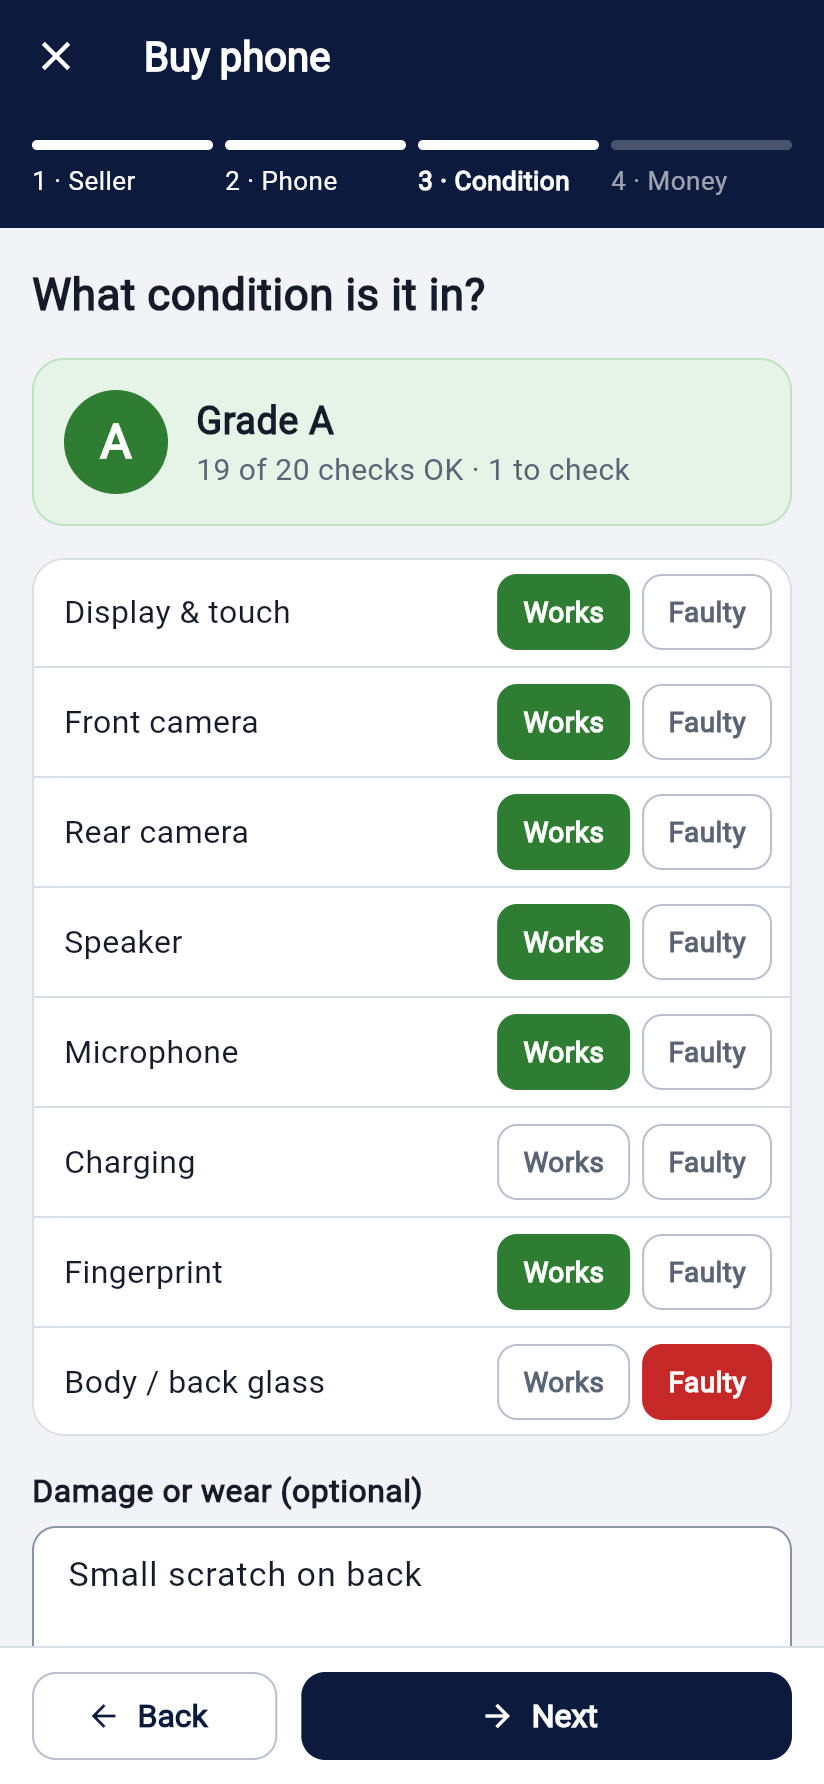 Buy phone
1 · Seller
2 · Phone
3 · Condition
4 · Money
What condition is it in?
A
Grade A
19 of 20 checks OK · 1 to check
Display & touch Works Faulty
Front camera Works Faulty
Rear camera Works Faulty
Speaker Works Faulty
Microphone Works Faulty
Charging Works Faulty
Fingerprint Works Faulty
Body / back glass Works Faulty
Damage or wear (optional)
Small scratch on back
Back
Next